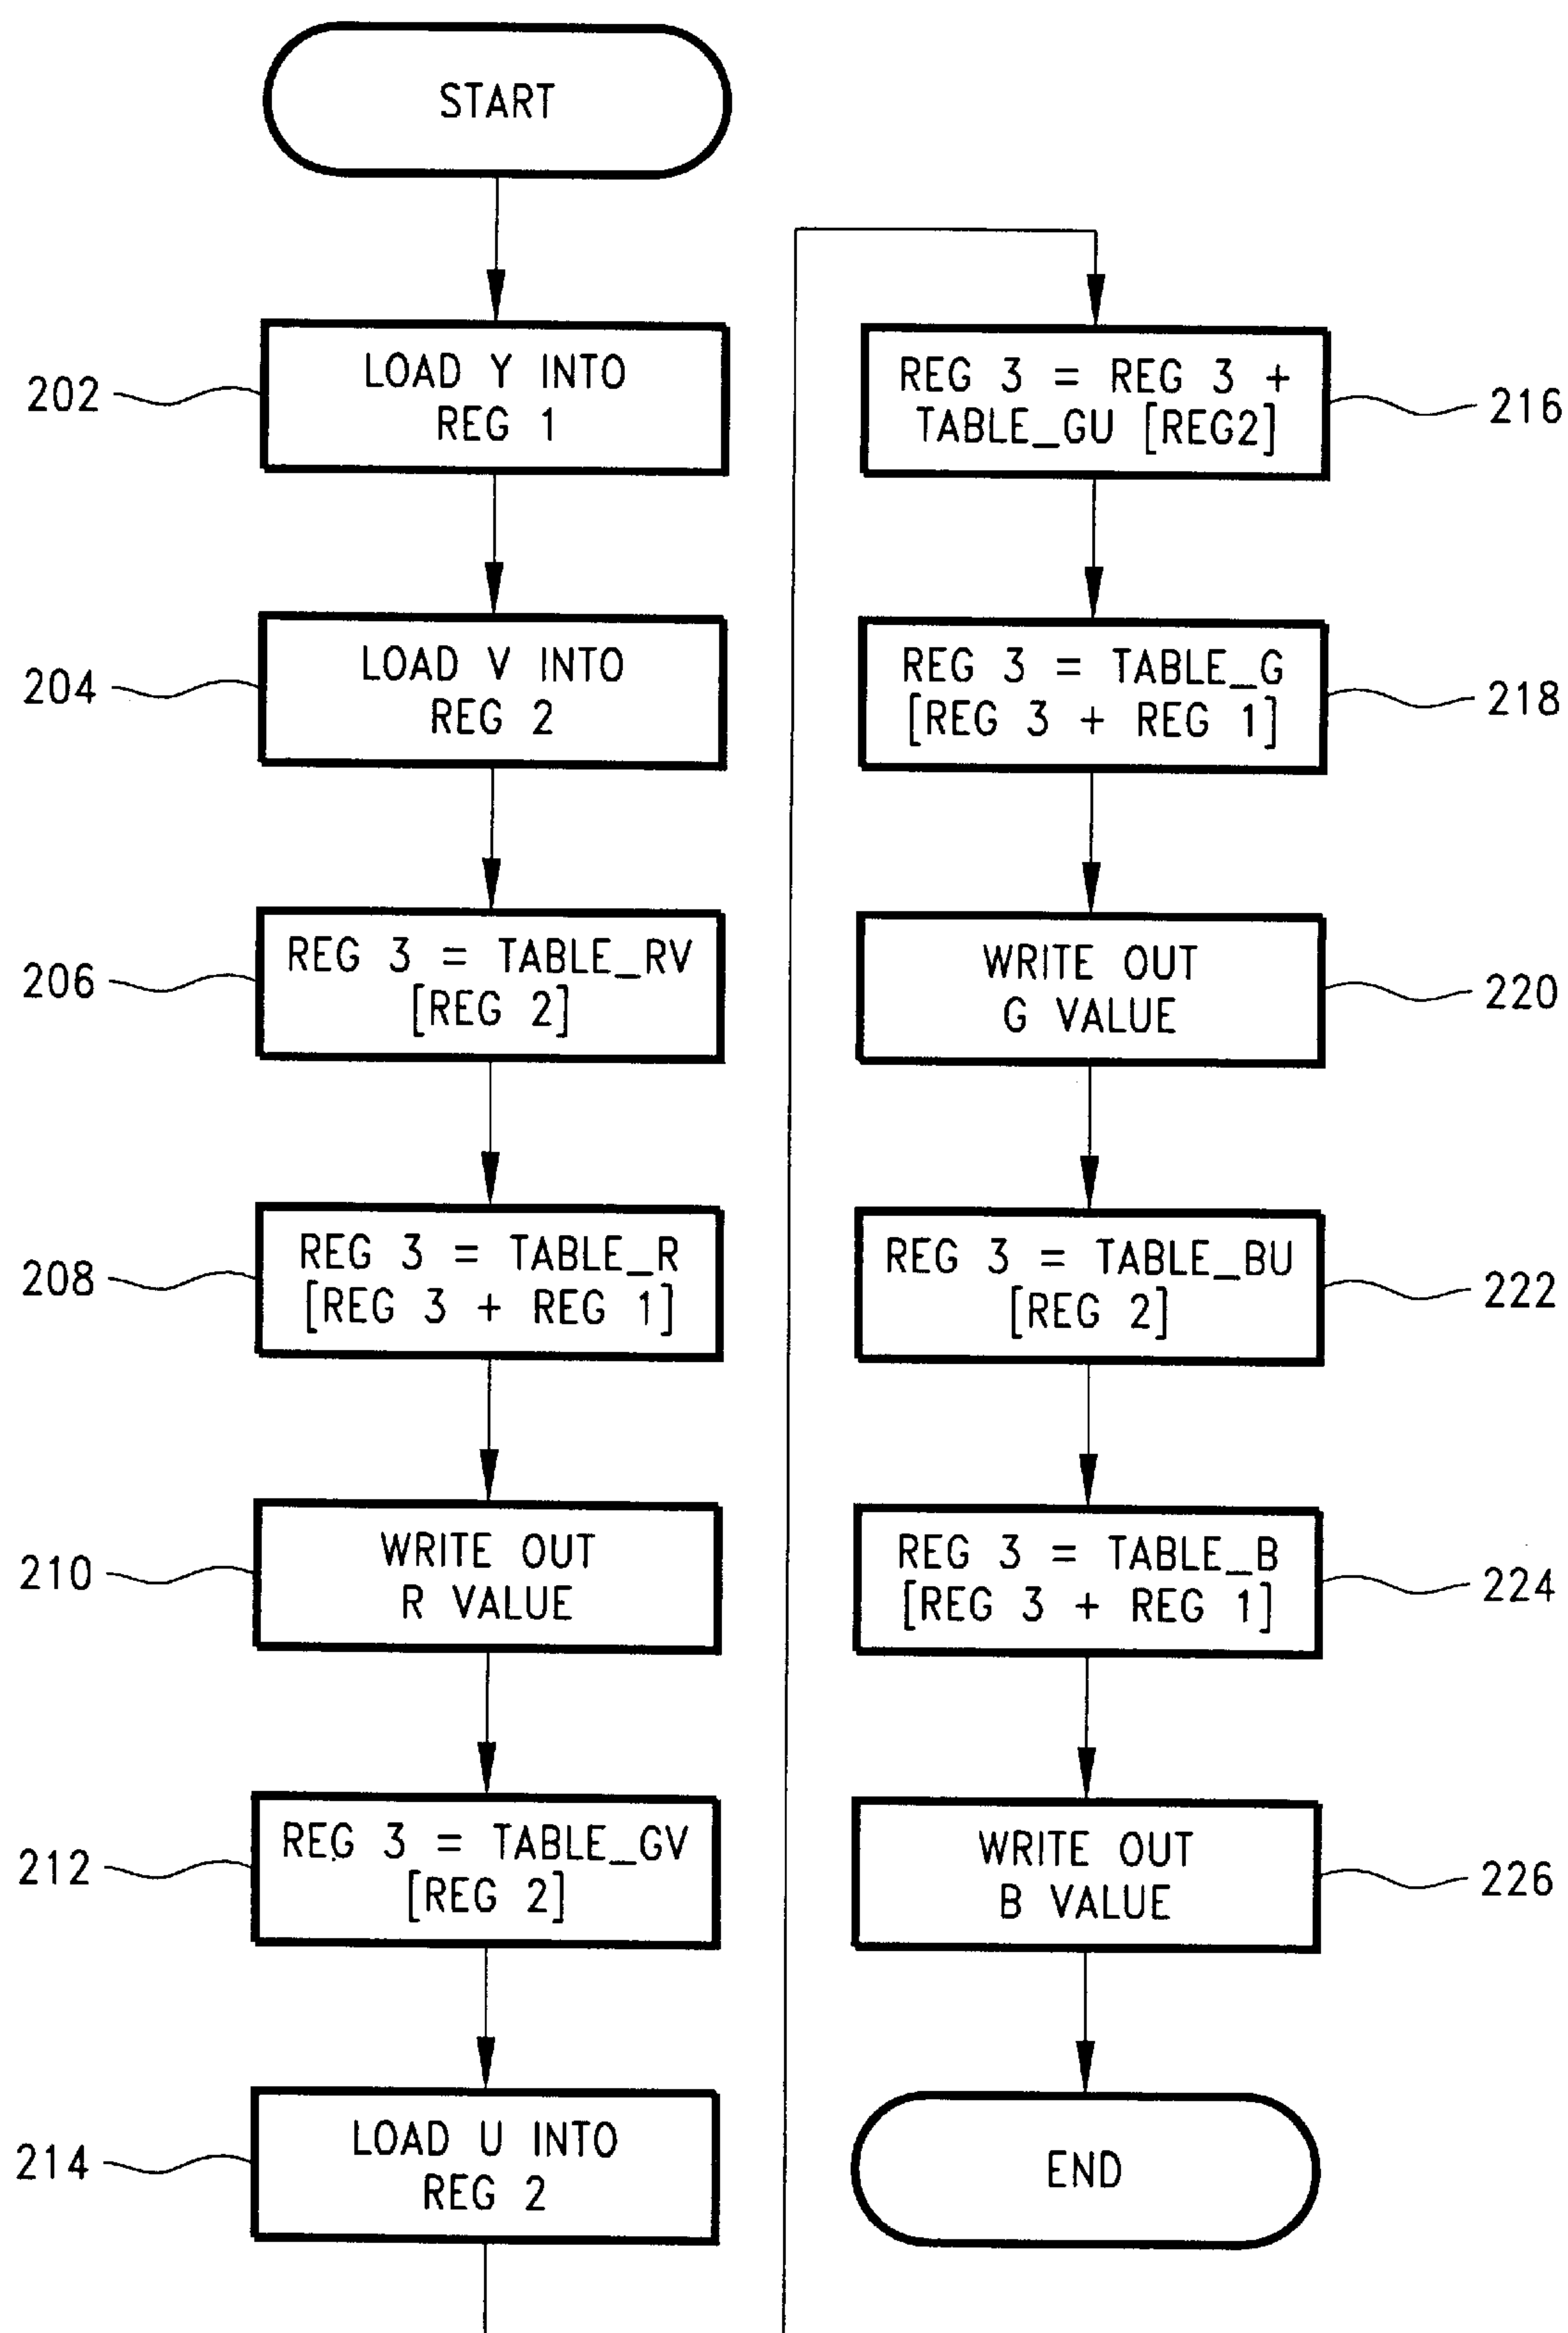 START
202
LOAD Y INTO
REG 1
204
LOAD V INTO
REG 2
206
REG 3 = TABLE_RV
[REG 2]
208
REG 3 = TABLE_R
[REG 3 + REG 1]
210
WRITE OUT
R VALUE
212
REG 3 = TABLE_GV
[REG 2]
214
LOAD U INTO
REG 2
REG 3 = REG 3 +
TABLE_GU [REG2]
216
REG 3 = TABLE_G
[REG 3 + REG 1]
218
WRITE OUT
G VALUE
220
REG 3 = TABLE_BU
[REG 2]
222
REG 3 = TABLE_B
[REG 3 + REG 1]
224
WRITE OUT
B VALUE
226
END